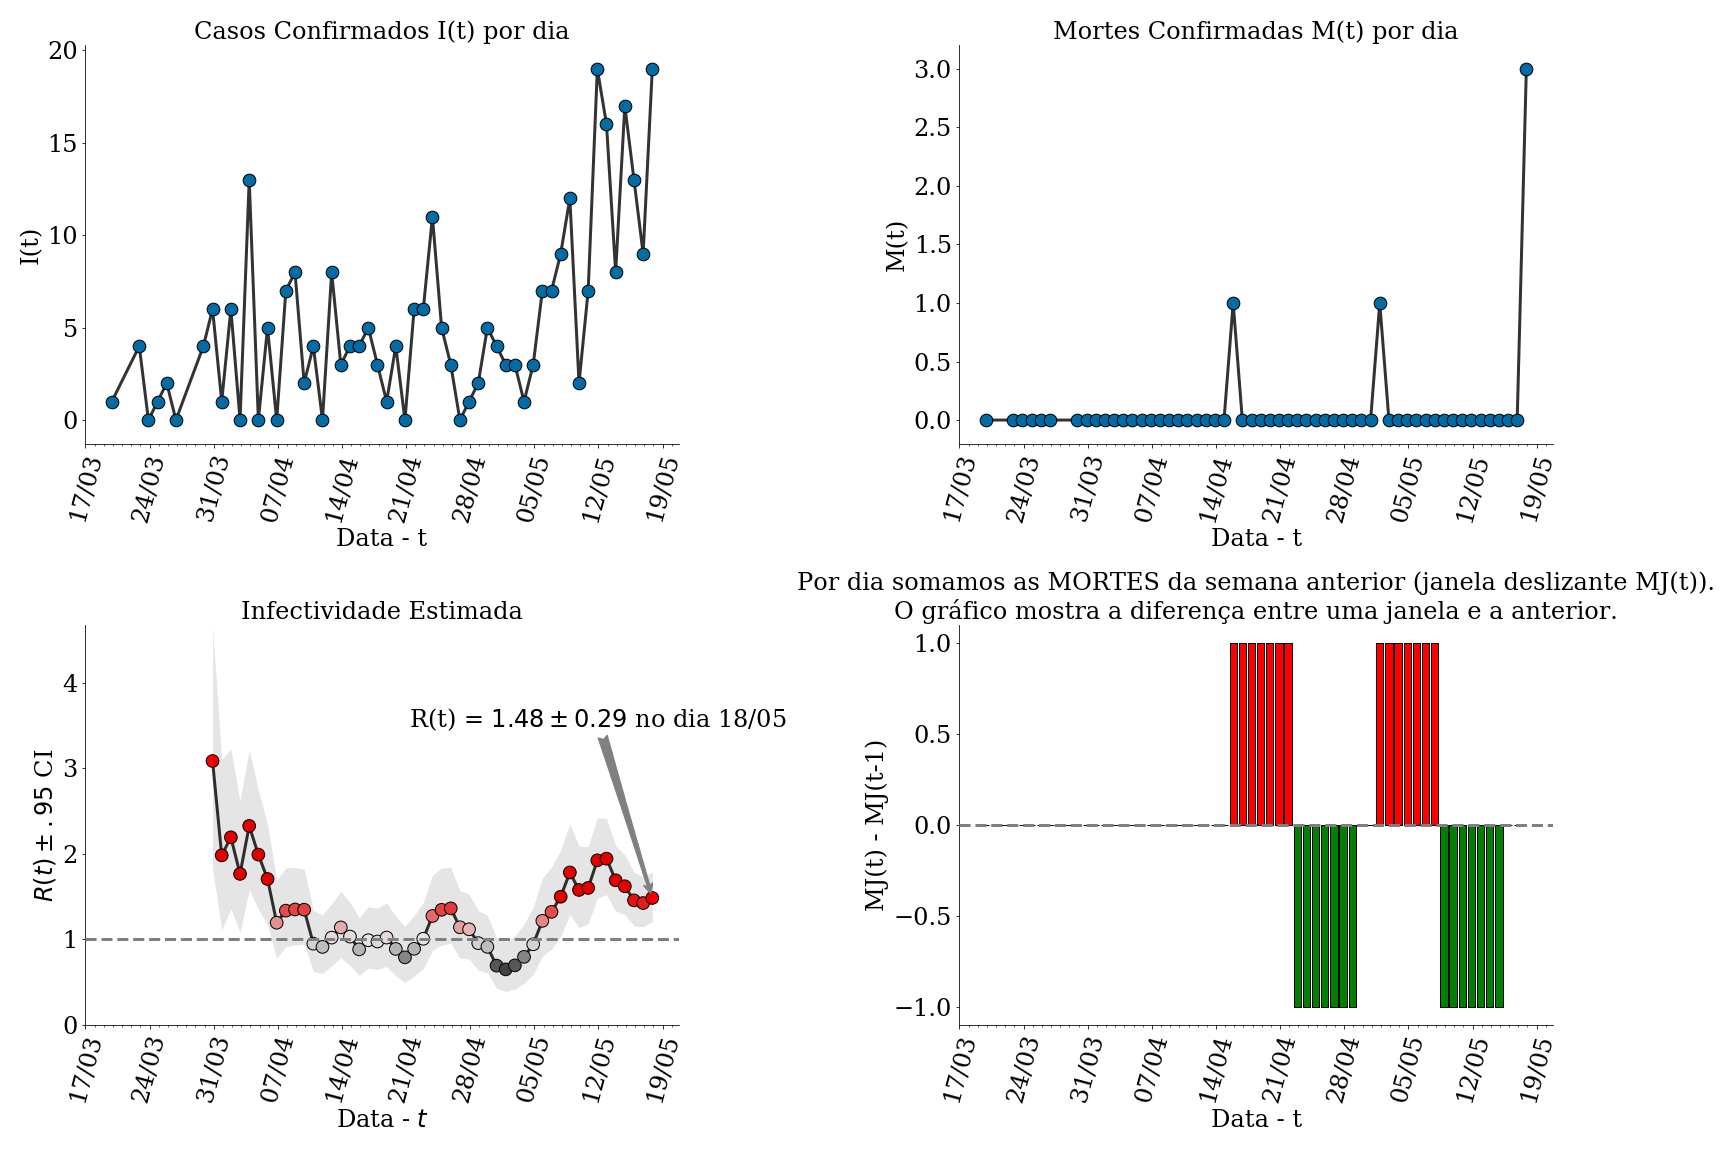 Casos Confirmados I(t) por dia
I(t)
20
15
10
5
0
17/03 24/03 31/03 07/04 14/04 21/04 28/04 05/05 12/05 19/05
Data - t
Mortes Confirmadas M(t) por dia
M(t)
3.0
2.5
2.0
1.5
1.0
0.5
0.0
17/03 24/03 31/03 07/04 14/04 21/04 28/04 05/05 12/05 19/05
Data - t
Infectividade Estimada
R(t) ± .95 CI
4
3
2
1
0
R(t) = 1.48 ± 0.29 no dia 18/05
17/03 24/03 31/03 07/04 14/04 21/04 28/04 05/05 12/05 19/05
Data - t
Por dia somamos as MORTES da semana anterior (janela deslizante MJ(t)).
O gráfico mostra a diferença entre uma janela e a anterior.
MJ(t) - MJ(t-1)
1.0
0.5
0.0
−0.5
−1.0
17/03 24/03 31/03 07/04 14/04 21/04 28/04 05/05 12/05 19/05
Data - t